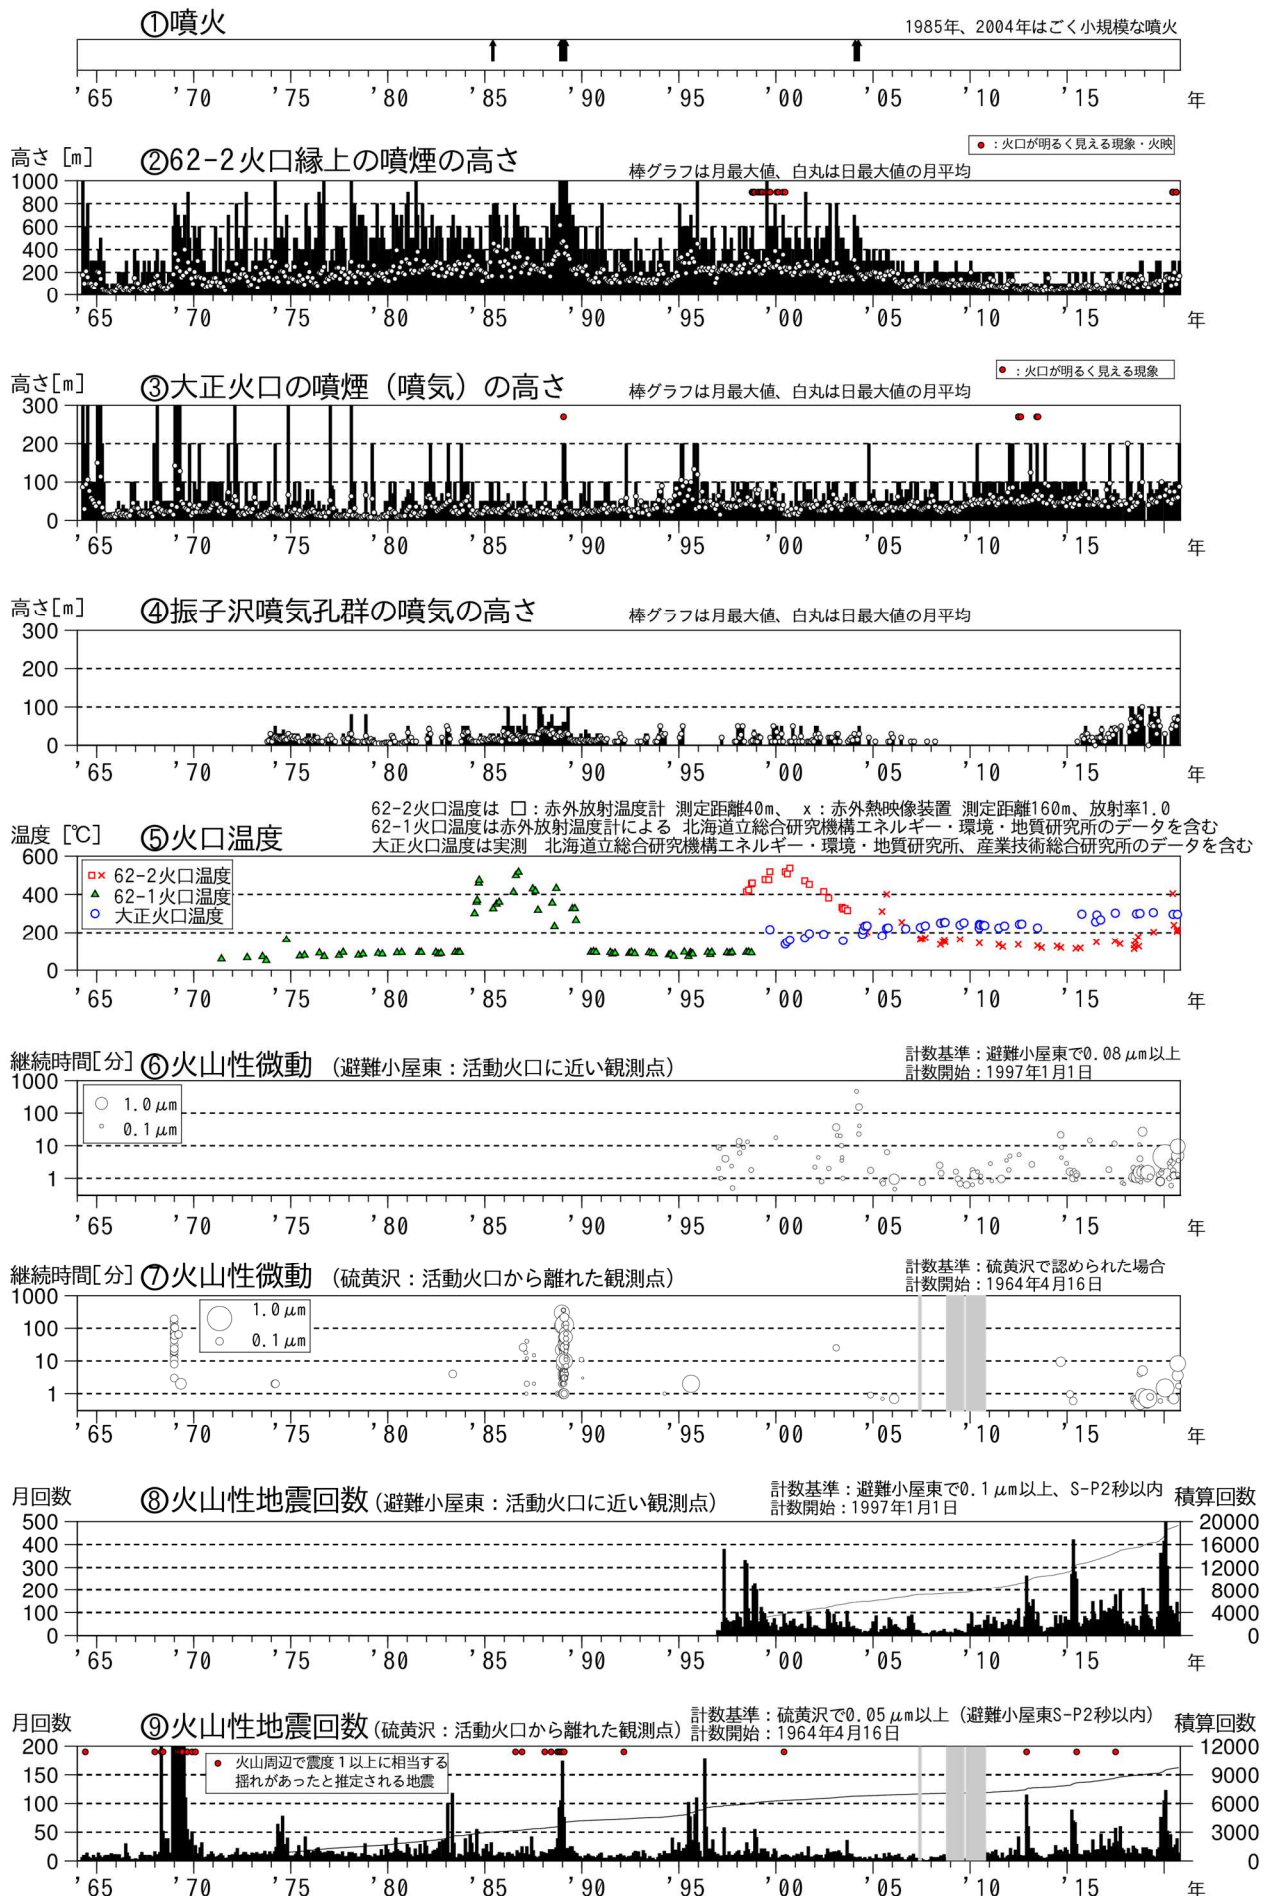 ①噴火
1985年、2004年はごく小規模な噴火
'65 '70 '75 '80 '85 '90 '95 '00 '05 '10 '15 年
高さ [m]
②62-2火口縁上の噴煙の高さ
棒グラフは月最大値、白丸は日最大値の月平均
：火口が明るく見える現象・火映
1000
800
600
400
200
0
'65 '70 '75 '80 '85 '90 '95 '00 '05 '10 '15 年
高さ[m]
③大正火口の噴煙（噴気）の高さ
棒グラフは月最大値、白丸は日最大値の月平均
：火口が明るく見える現象
300
200
100
0
'65 '70 '75 '80 '85 '90 '95 '00 '05 '10 '15 年
高さ[m]
④振子沢噴気孔群の噴気の高さ
棒グラフは月最大値、白丸は日最大値の月平均
300
200
100
0
'65 '70 '75 '80 '85 '90 '95 '00 '05 '10 '15 年
62-2火口温度は □：赤外放射温度計 測定距離40m、 x：赤外熱映像装置 測定距離160m、放射率1.0
62-1火口温度は赤外放射温度計による 北海道立総合研究機構エネルギー・環境・地質研究所のデータを含む
大正火口温度は実測 北海道立総合研究機構エネルギー・環境・地質研究所、産業技術総合研究所のデータを含む
温度 [℃]
⑤火口温度
600
400
200
0
62-2火口温度
62-1火口温度
大正火口温度
'65 '70 '75 '80 '85 '90 '95 '00 '05 '10 '15 年
継続時間[分]
⑥火山性微動 （避難小屋東：活動火口に近い観測点）
計数基準：避難小屋東で0.08μm以上
計数開始：1997年1月1日
1000
100
10
1
1.0μm
0.1μm
'65 '70 '75 '80 '85 '90 '95 '00 '05 '10 '15 年
継続時間[分]
⑦火山性微動 （硫黄沢：活動火口から離れた観測点）
計数基準：硫黄沢で認められた場合
計数開始：1964年4月16日
1000
100
10
1
1.0μm
0.1μm
'65 '70 '75 '80 '85 '90 '95 '00 '05 '10 '15 年
月回数
⑧火山性地震回数（避難小屋東：活動火口に近い観測点）
計数基準：避難小屋東で0.1μm以上、S-P2秒以内
計数開始：1997年1月1日
積算回数
500 20000
400 16000
300 12000
200 8000
100 4000
0 0
'65 '70 '75 '80 '85 '90 '95 '00 '05 '10 '15 年
月回数
⑨火山性地震回数（硫黄沢：活動火口から離れた観測点）
計数基準：硫黄沢で0.05μm以上（避難小屋東S-P2秒以内）
計数開始：1964年4月16日
積算回数
200 12000
150 9000
100 6000
50 3000
0 0
火山周辺で震度１以上に相当する
揺れがあったと推定される地震
'65 '70 '75 '80 '85 '90 '95 '00 '05 '10 '15 年